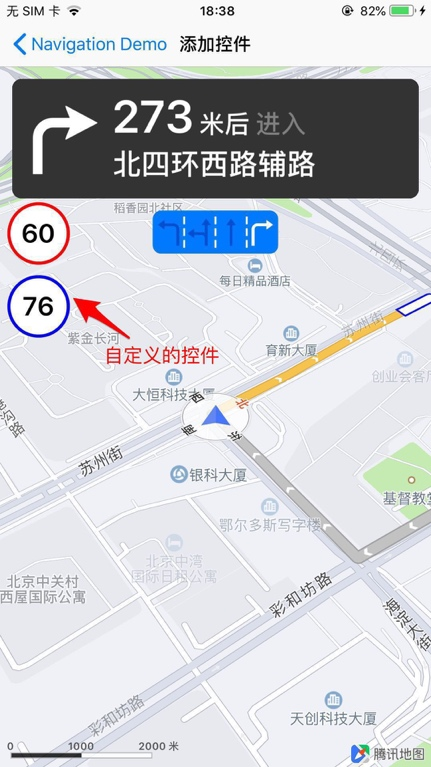 无 SIM 卡
18:38
82%
Navigation Demo
添加控件
273 米后 进入
北四环西路辅路
稻香园北社区
60
76
每日精品酒店
北三环
自定义的控件
紫金长河
苏州街
育新大厦
创业会客厅
大恒科技大厦
西
北
南
东
苏州街
银科大厦
基督教堂
鄂尔多斯写字楼
北京中湾
国际日租公寓
北京中关村
西屋国际公寓
彩和坊路
海淀大街
彩和坊路
天创科技大厦
0
1000
2000 米
腾讯地图